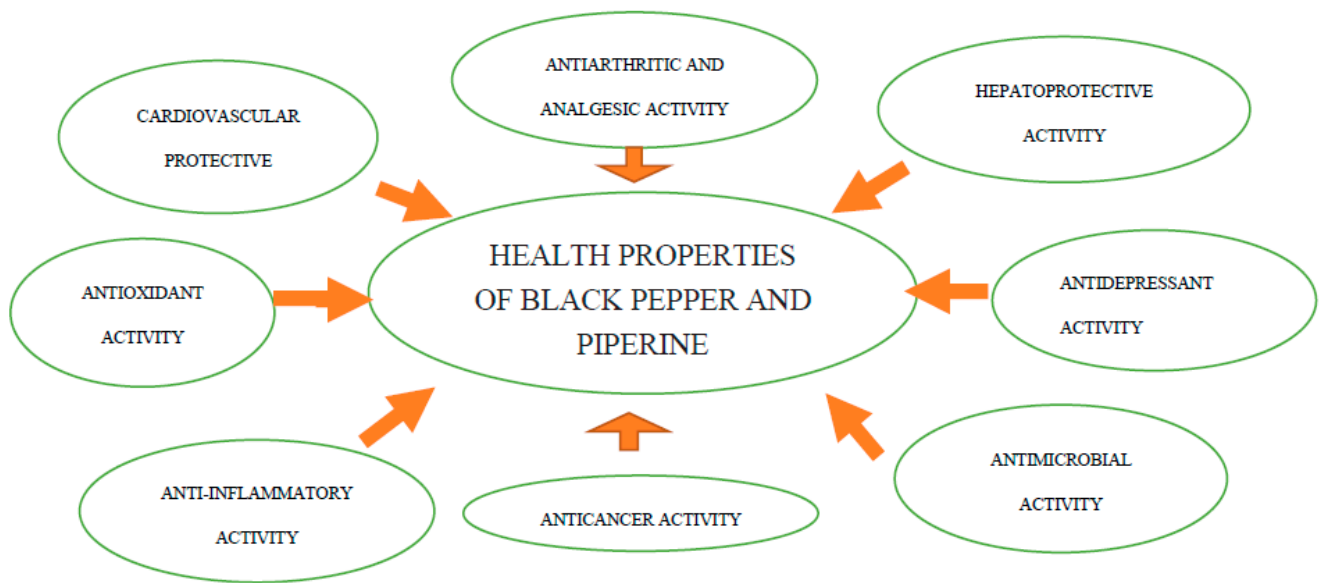 ANTIARTHRITIC AND
ANALGESIC ACTIVITY
HEPATOPROTECTIVE
ACTIVITY
CARDIOVASCULAR
PROTECTIVE
HEALTH PROPERTIES
OF BLACK PEPPER AND
PIPERINE
ANTIOXIDANT
ACTIVITY
ANTIDEPRESSANT
ACTIVITY
ANTI-INFLAMMATORY
ACTIVITY
ANTICANCER ACTIVITY
ANTIMICROBIAL
ACTIVITY